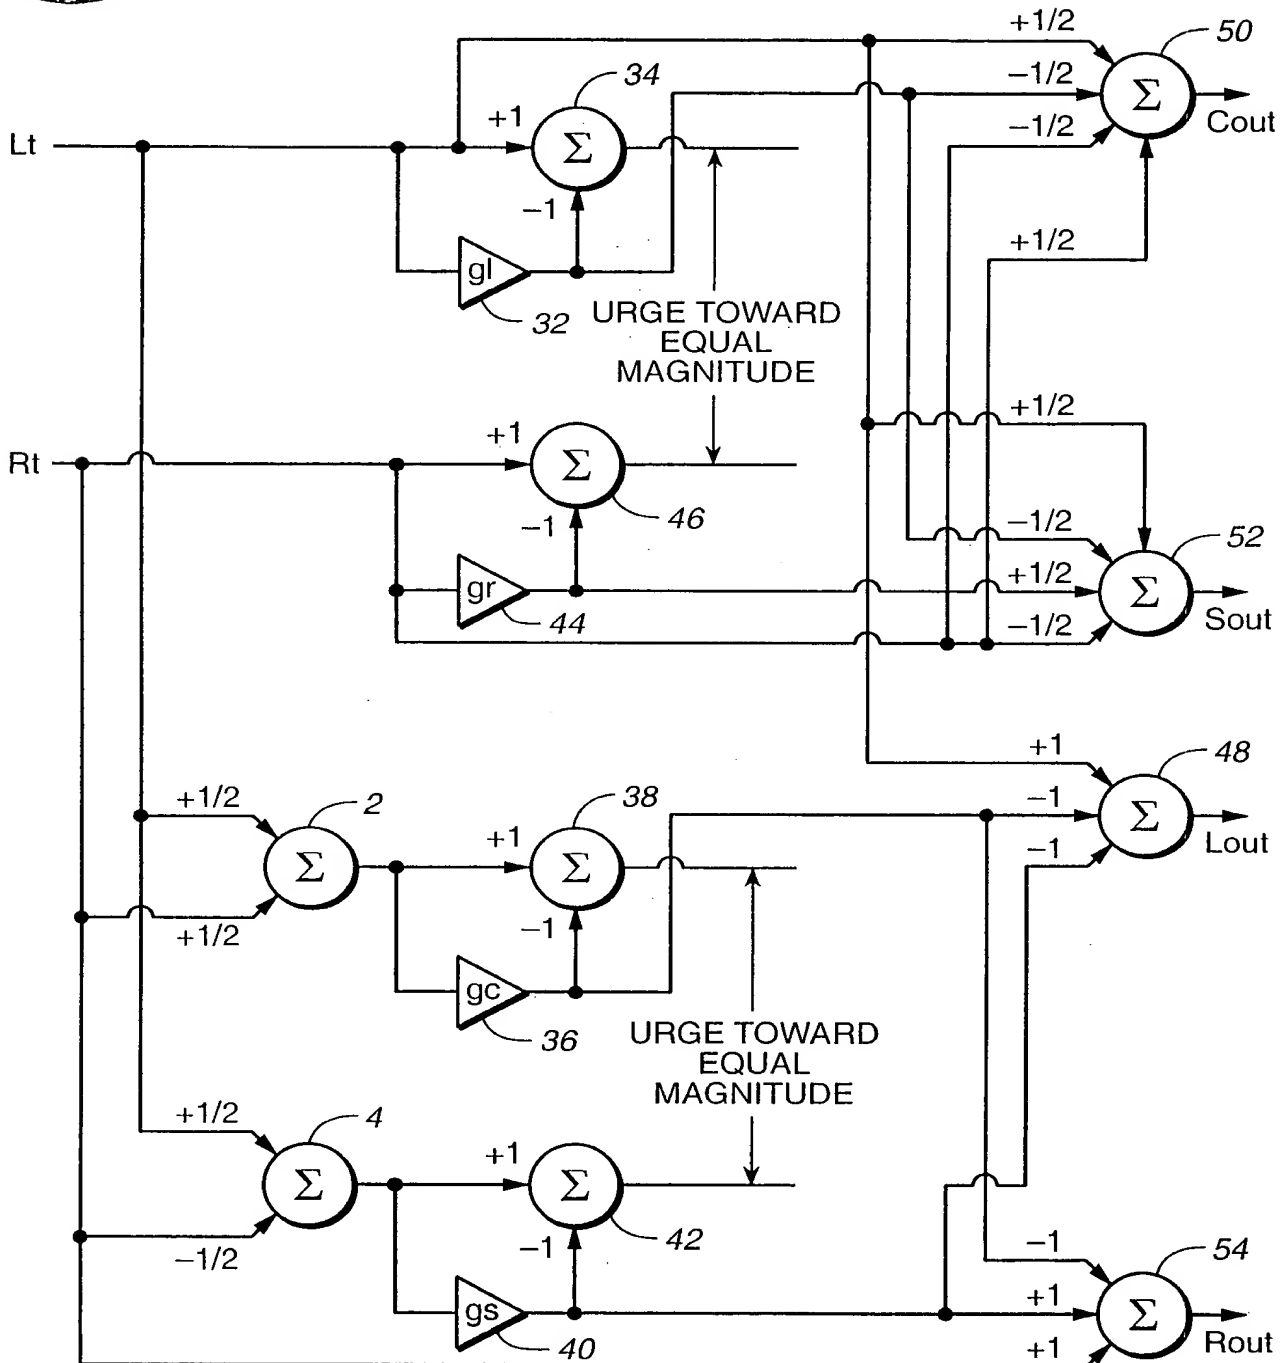 +1/2
50
34
−1/2
+1
Σ
Σ
Lt
−1/2
Cout
−1
+1/2
gl
32
URGE TOWARD
EQUAL
MAGNITUDE
+1/2
+1
Rt
Σ
−1
46
−1/2
52
gr
+1/2
Σ
44
−1/2
Sout
+1
48
+1/2
2
38
−1
Σ
+1
Σ
Σ
Lout
−1
+1/2
−1
gc
36
URGE TOWARD
EQUAL
MAGNITUDE
+1/2
4
+1
Σ
Σ
−1/2
−1
42
−1
54
gs
+1
Σ
40
Rout
+1